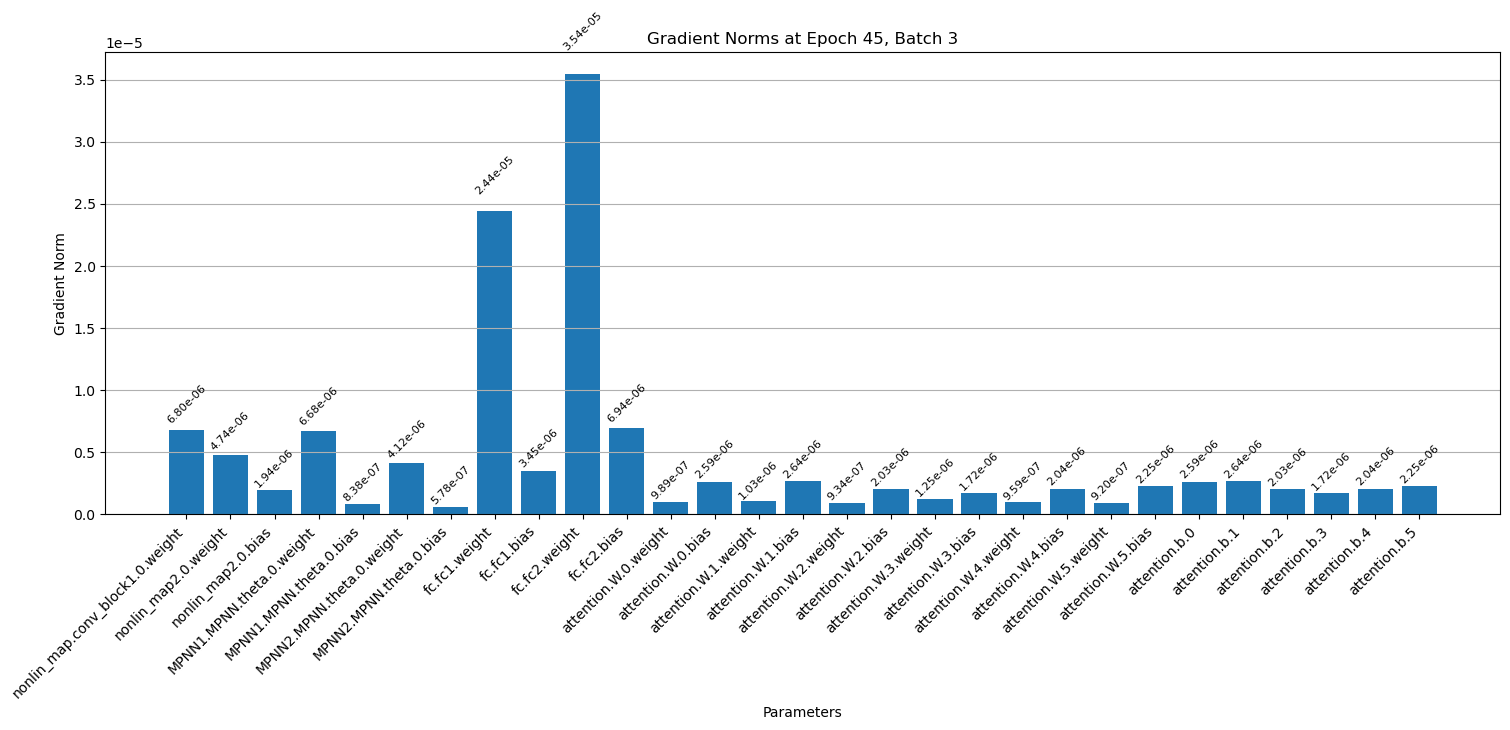 Gradient Norms at Epoch 45, Batch 3
1e−5
3.5
3.0
2.5
2.0
1.5
1.0
0.5
0.0
Gradient Norm
6.80e-06
4.74e-06
1.94e-06
6.68e-06
8.38e-07
4.12e-06
5.78e-07
2.44e-05
3.45e-06
3.54e-05
6.94e-06
9.89e-07
2.59e-06
1.03e-06
2.64e-06
9.34e-07
2.03e-06
1.25e-06
1.72e-06
9.59e-07
2.04e-06
9.20e-07
2.25e-06
2.59e-06
2.64e-06
2.03e-06
1.72e-06
2.04e-06
2.25e-06
nonlin_map.conv_block1.0.weight
nonlin_map2.0.weight
nonlin_map2.0.bias
MPNN1.MPNN.theta.0.weight
MPNN1.MPNN.theta.0.bias
MPNN2.MPNN.theta.0.weight
MPNN2.MPNN.theta.0.bias
fc.fc1.weight
fc.fc1.bias
fc.fc2.weight
fc.fc2.bias
attention.W.0.weight
attention.W.0.bias
attention.W.1.weight
attention.W.1.bias
attention.W.2.weight
attention.W.2.bias
attention.W.3.weight
attention.W.3.bias
attention.W.4.weight
attention.W.4.bias
attention.W.5.weight
attention.W.5.bias
attention.b.0
attention.b.1
attention.b.2
attention.b.3
attention.b.4
attention.b.5
Parameters